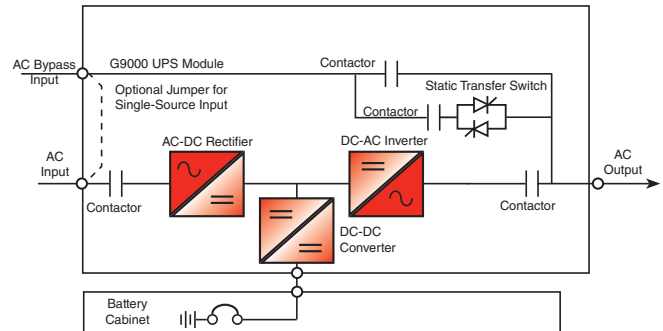 AC Bypass
Input
G9000 UPS Module
Contactor
Optional Jumper for
Single-Source Input
Static Transfer Switch
Contactor
AC-DC Rectifier
DC-AC Inverter
AC
Input
AC
Output
Contactor
Contactor
DC-DC
Converter
Battery
Cabinet